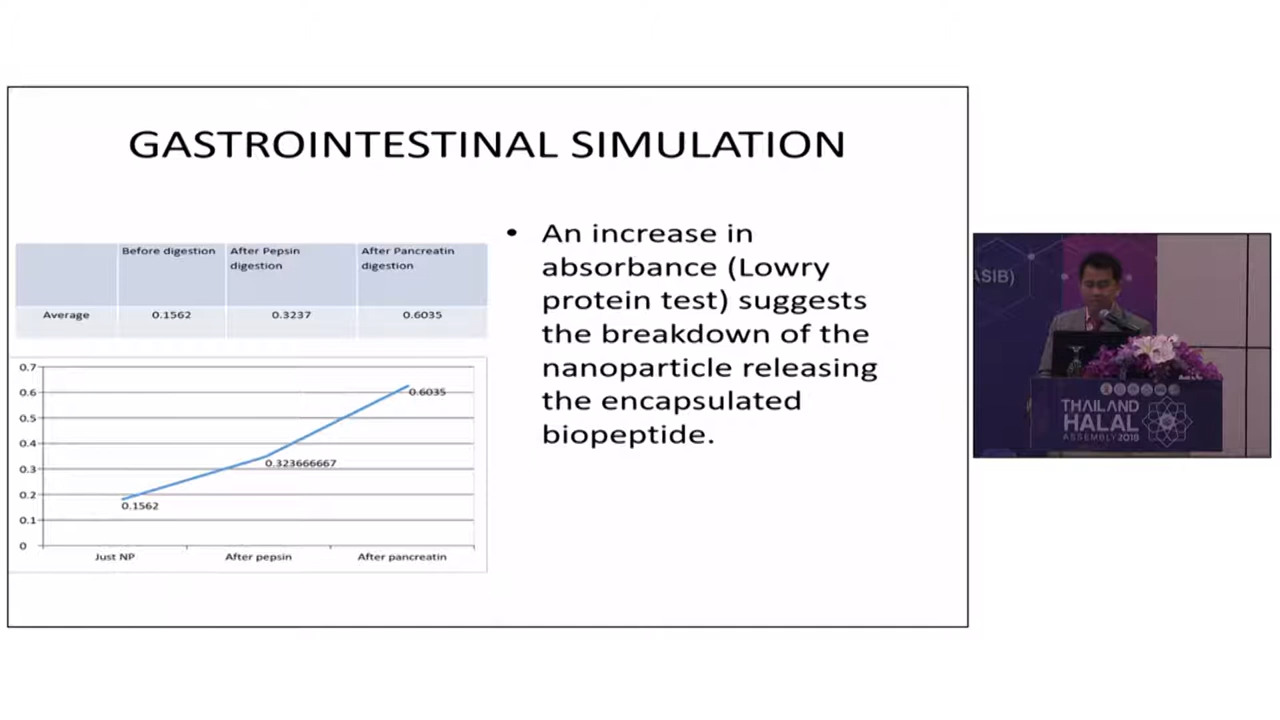 GASTROINTESTINAL SIMULATION
Before digestion
After Pepsin
digestion
After Pancreatin
digestion
Average
0.1562
0.3237
0.6035
0.7
0.6
0.5
0.4
0.3
0.2
0.1
0
0.1562
0.323666667
0.6035
Just NP
After pepsin
After pancreatin
• An increase in
absorbance (Lowry
protein test) suggests
the breakdown of the
nanoparticle releasing
the encapsulated
biopeptide.
ASIB)
THAILAND
HALAL
ASSEMBLY 2018